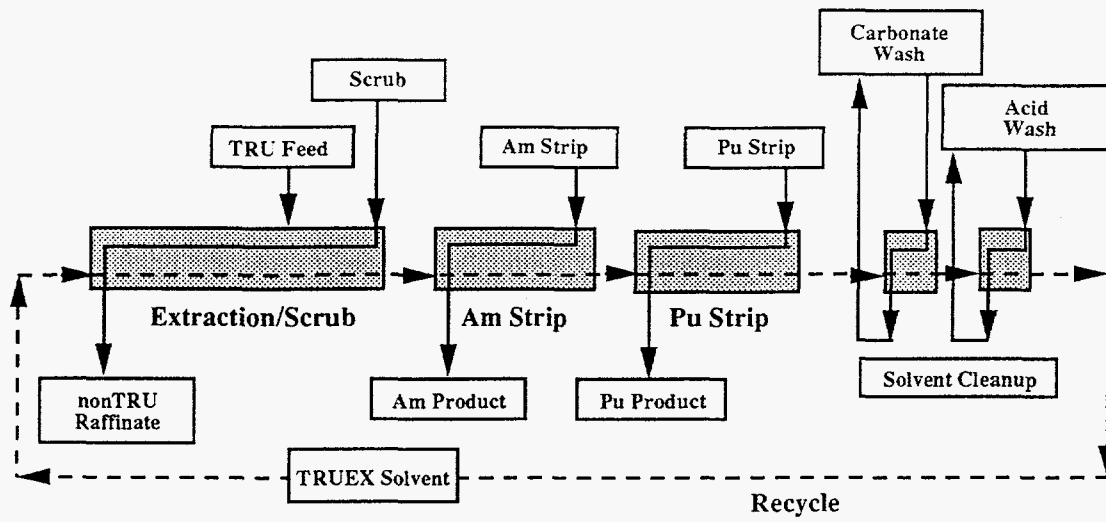 Carbonate
Wash
Scrub
Acid
Wash
TRU Feed
Am Strip
Pu Strip
Extraction/Scrub
Am Strip
Pu Strip
Solvent Cleanup
nonTRU
Raffinate
Am Product
Pu Product
TRUEX Solvent
Recycle